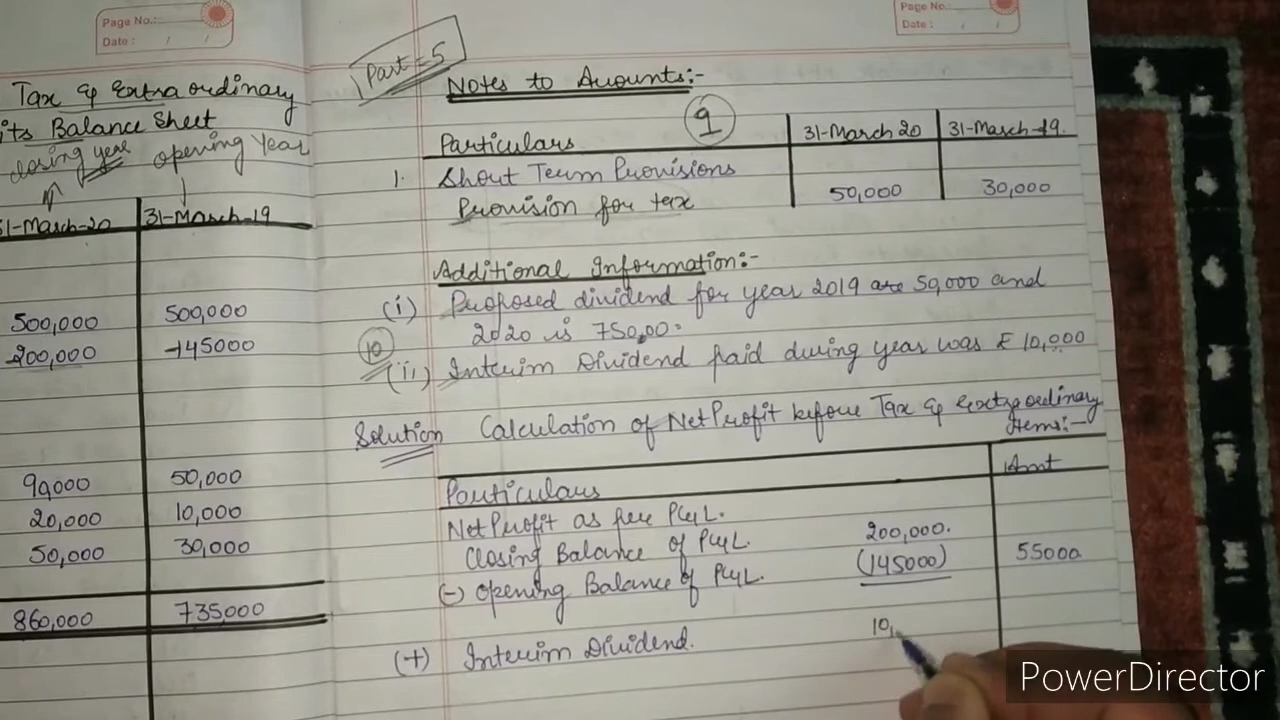 Page No.:
Date : / /
Tax & Extraordinary
its Balance Sheet
closing year opening Year
31-March-20 31-March-19
500,000 500,000
200,000 145000
90,000 50,000
20,000 10,000
50,000 30,000
860,000 735,000
Page No.
Date : / /
Part = 5
Notes to Accounts:-
9
Particulars 31-March 20 31-March-19.
1. Short Term Provisions
Provision for tax 50,000 30,000
Additional Information:-
(i) Proposed dividend for year 2019 are 50,000 and
2020 is 750,00.
10
(ii) Interim Dividend paid during year was ₹ 10,000
Solution Calculation of Net Profit before Tax & Extraordinary
Items:-
Particulars Amt
Net Profit as per P&L.
Closing Balance of P&L. 200,000.
(-) opening Balance of P&L. (145000) 55000
(+) Interim Dividend. 10,
PowerDirector